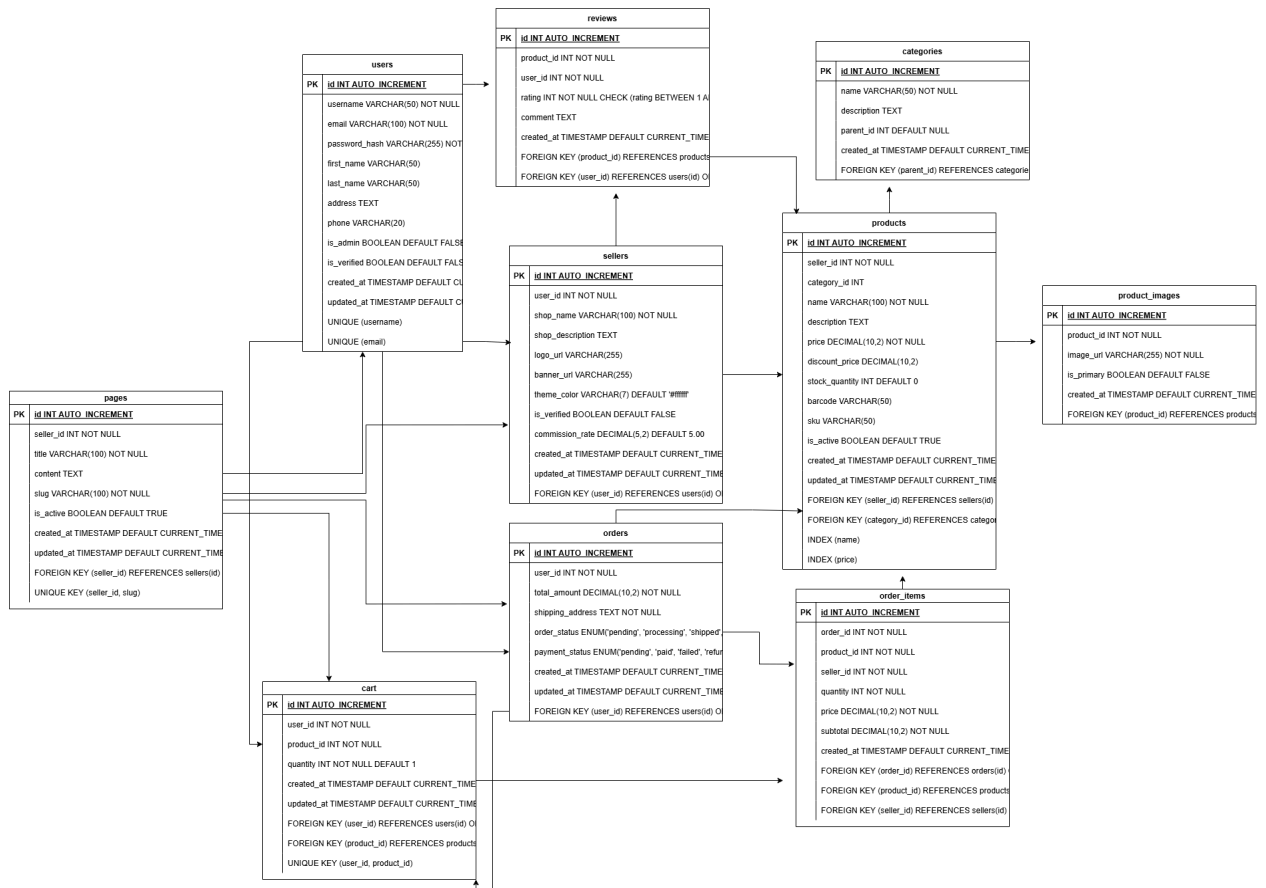 reviews
PK id INT AUTO_INCREMENT
product_id INT NOT NULL
user_id INT NOT NULL
rating INT NOT NULL CHECK (rating BETWEEN 1 A
comment TEXT
created_at TIMESTAMP DEFAULT CURRENT_TIME
FOREIGN KEY (product_id) REFERENCES products
FOREIGN KEY (user_id) REFERENCES users(id) O
categories
PK id INT AUTO_INCREMENT
name VARCHAR(50) NOT NULL
description TEXT
parent_id INT DEFAULT NULL
created_at TIMESTAMP DEFAULT CURRENT_TIME
FOREIGN KEY (parent_id) REFERENCES categorie
users
PK id INT AUTO_INCREMENT
username VARCHAR(50) NOT NULL
email VARCHAR(100) NOT NULL
password_hash VARCHAR(255) NOT
first_name VARCHAR(50)
last_name VARCHAR(50)
address TEXT
phone VARCHAR(20)
is_admin BOOLEAN DEFAULT FALSE
is_verified BOOLEAN DEFAULT FALS
created_at TIMESTAMP DEFAULT CU
updated_at TIMESTAMP DEFAULT C
UNIQUE (username)
UNIQUE (email)
sellers
PK id INT AUTO_INCREMENT
user_id INT NOT NULL
shop_name VARCHAR(100) NOT NULL
shop_description TEXT
logo_url VARCHAR(255)
banner_url VARCHAR(255)
theme_color VARCHAR(7) DEFAULT '#ffffff'
is_verified BOOLEAN DEFAULT FALSE
commission_rate DECIMAL(5,2) DEFAULT 5.00
created_at TIMESTAMP DEFAULT CURRENT_TIME
updated_at TIMESTAMP DEFAULT CURRENT_TIME
FOREIGN KEY (user_id) REFERENCES users(id) O
products
PK id INT AUTO_INCREMENT
seller_id INT NOT NULL
category_id INT
name VARCHAR(100) NOT NULL
description TEXT
price DECIMAL(10,2) NOT NULL
discount_price DECIMAL(10,2)
stock_quantity INT DEFAULT 0
barcode VARCHAR(50)
sku VARCHAR(50)
is_active BOOLEAN DEFAULT TRUE
created_at TIMESTAMP DEFAULT CURRENT_TIME
updated_at TIMESTAMP DEFAULT CURRENT_TIME
FOREIGN KEY (seller_id) REFERENCES sellers(id)
FOREIGN KEY (category_id) REFERENCES catego
INDEX (name)
INDEX (price)
product_images
PK id INT AUTO_INCREMENT
product_id INT NOT NULL
image_url VARCHAR(255) NOT NULL
is_primary BOOLEAN DEFAULT FALSE
created_at TIMESTAMP DEFAULT CURRENT_TIME
FOREIGN KEY (product_id) REFERENCES products
pages
PK id INT AUTO_INCREMENT
seller_id INT NOT NULL
title VARCHAR(100) NOT NULL
content TEXT
slug VARCHAR(100) NOT NULL
is_active BOOLEAN DEFAULT TRUE
created_at TIMESTAMP DEFAULT CURRENT_TIME
updated_at TIMESTAMP DEFAULT CURRENT_TIME
FOREIGN KEY (seller_id) REFERENCES sellers(id)
UNIQUE KEY (seller_id, slug)
orders
PK id INT AUTO_INCREMENT
user_id INT NOT NULL
total_amount DECIMAL(10,2) NOT NULL
shipping_address TEXT NOT NULL
order_status ENUM('pending', 'processing', 'shipped',
payment_status ENUM('pending', 'paid', 'failed', 'refun
created_at TIMESTAMP DEFAULT CURRENT_TIME
updated_at TIMESTAMP DEFAULT CURRENT_TIME
FOREIGN KEY (user_id) REFERENCES users(id) O
order_items
PK id INT AUTO_INCREMENT
order_id INT NOT NULL
product_id INT NOT NULL
seller_id INT NOT NULL
quantity INT NOT NULL
price DECIMAL(10,2) NOT NULL
subtotal DECIMAL(10,2) NOT NULL
created_at TIMESTAMP DEFAULT CURRENT_TIME
FOREIGN KEY (order_id) REFERENCES orders(id)
FOREIGN KEY (product_id) REFERENCES products
FOREIGN KEY (seller_id) REFERENCES sellers(id)
cart
PK id INT AUTO_INCREMENT
user_id INT NOT NULL
product_id INT NOT NULL
quantity INT NOT NULL DEFAULT 1
created_at TIMESTAMP DEFAULT CURRENT_TIME
updated_at TIMESTAMP DEFAULT CURRENT_TIME
FOREIGN KEY (user_id) REFERENCES users(id) O
FOREIGN KEY (product_id) REFERENCES products
UNIQUE KEY (user_id, product_id)